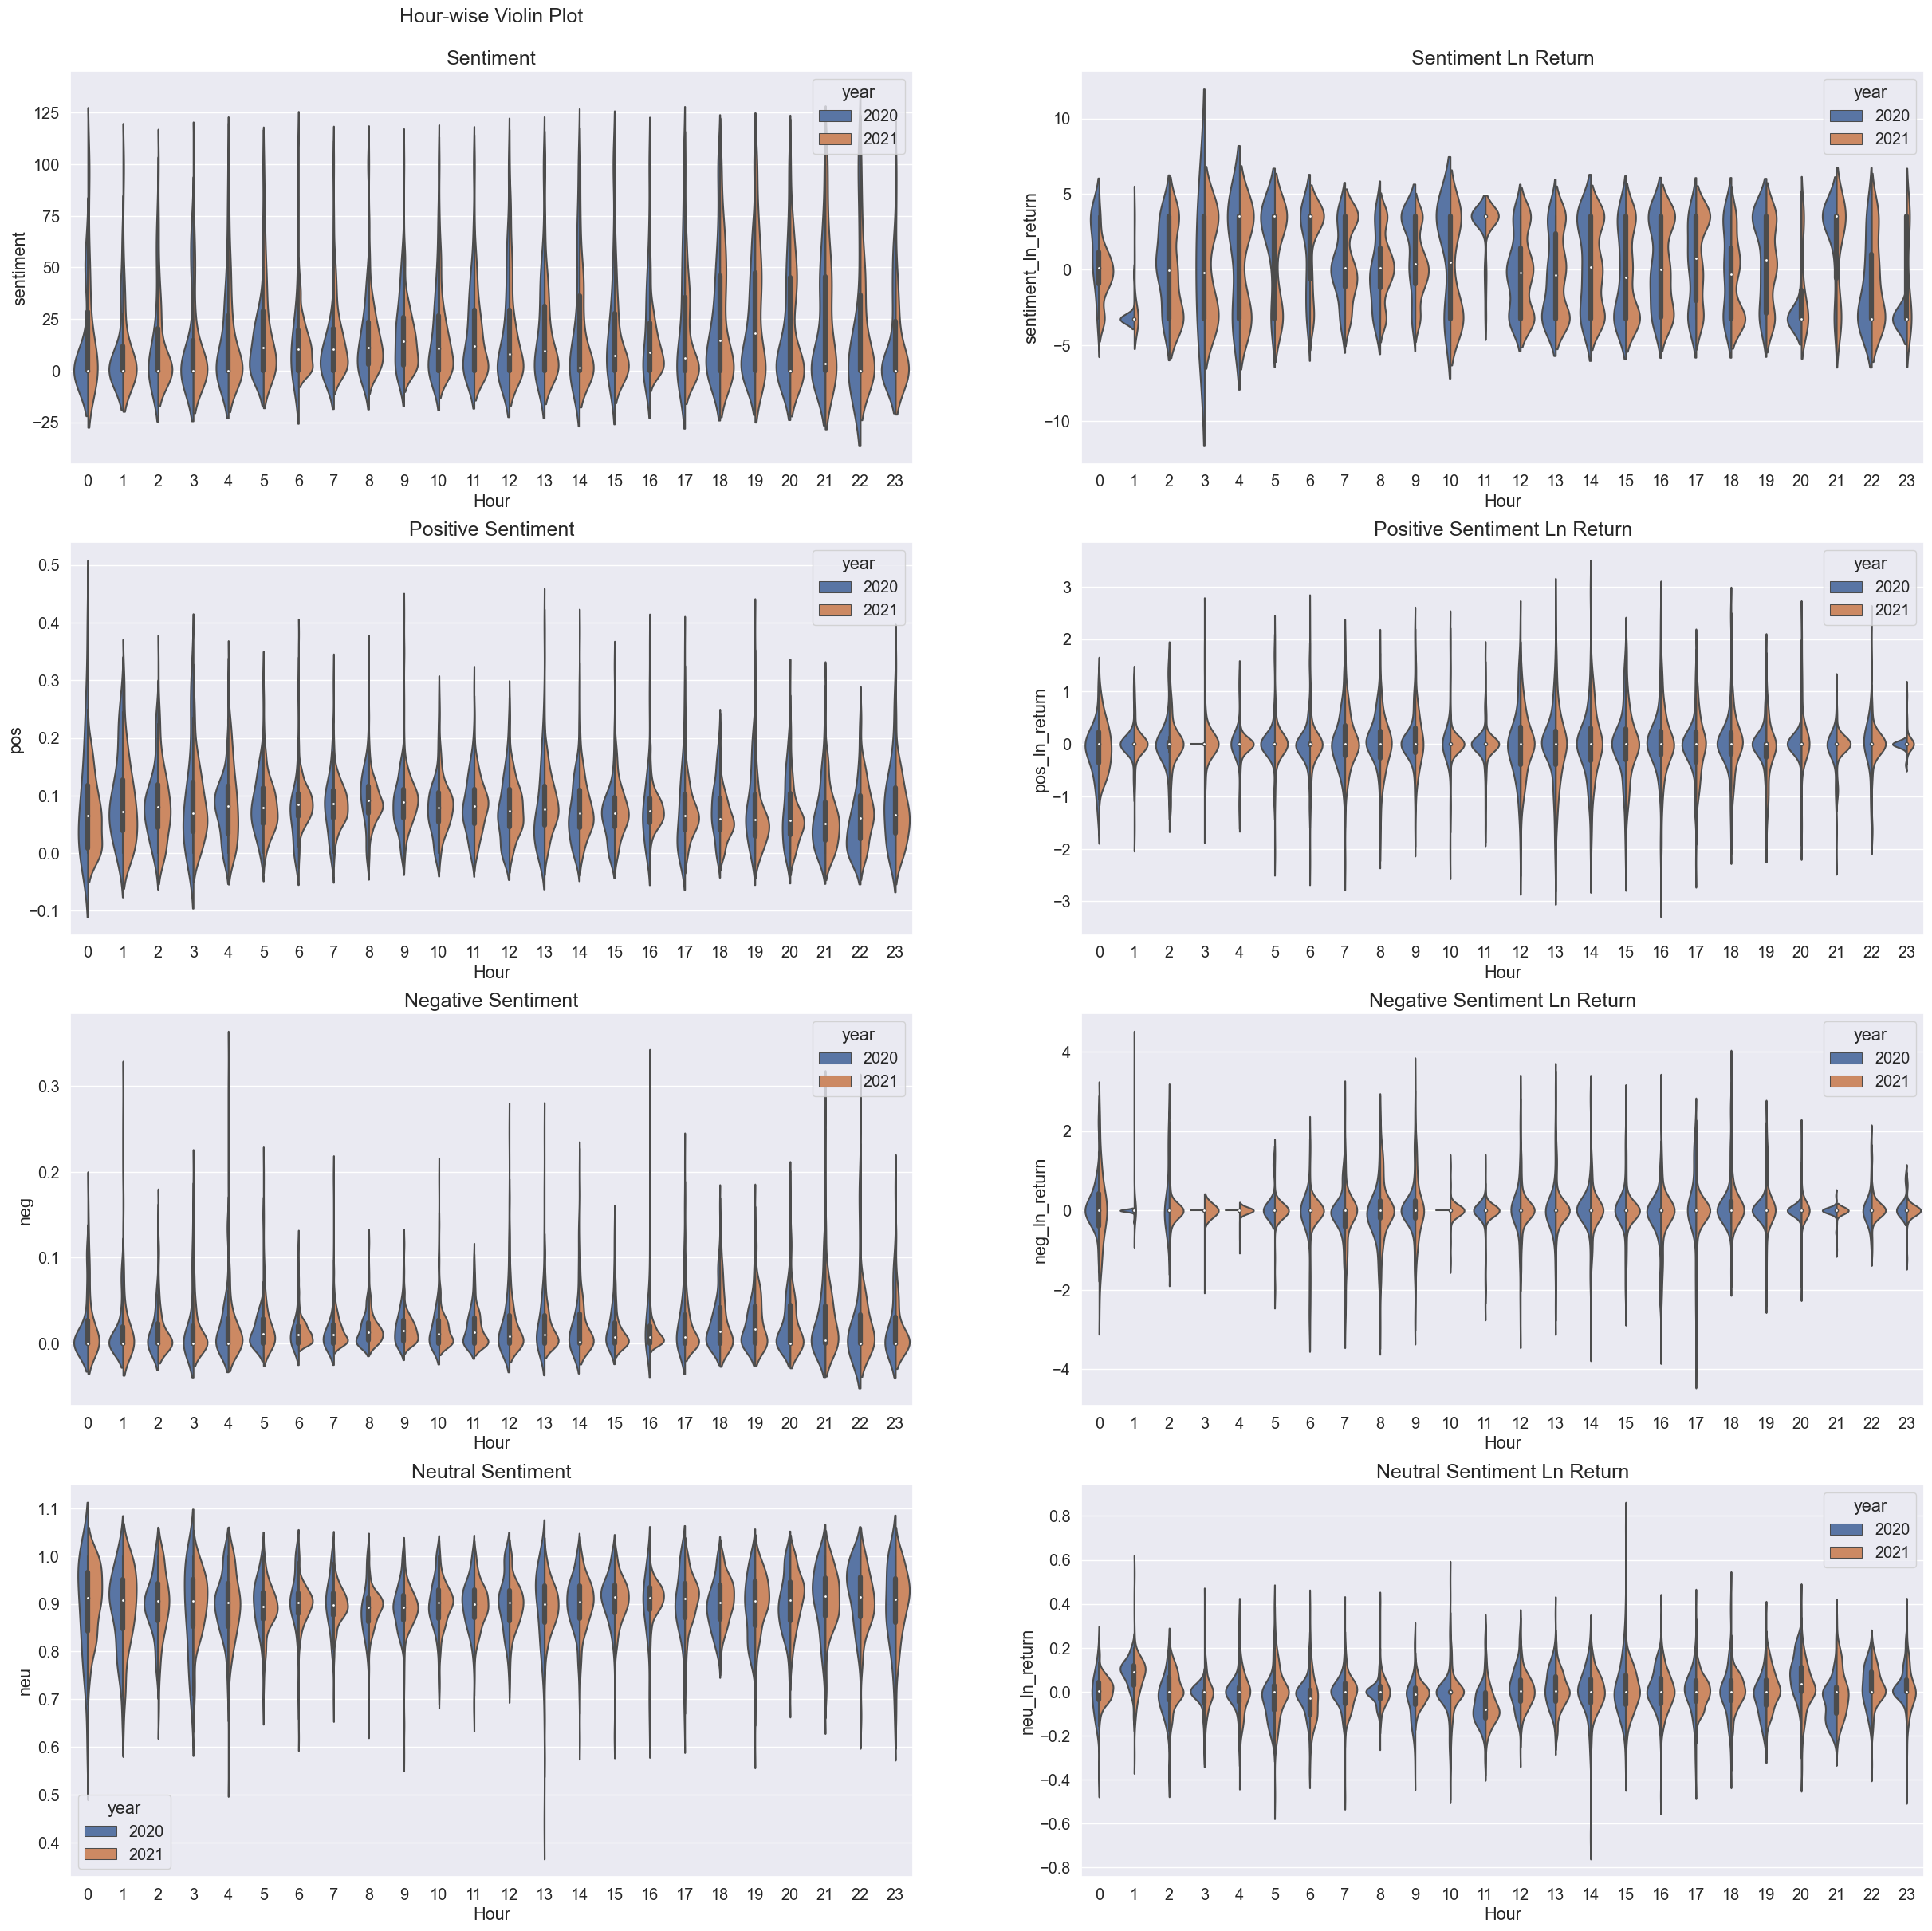 Hour-wise Violin Plot
Sentiment
sentiment
125
100
75
50
25
0
−25
year
2020
2021
0 1 2 3 4 5 6 7 8 9 10 11 12 13 14 15 16 17 18 19 20 21 22 23
Hour
Sentiment Ln Return
sentiment_ln_return
10
5
0
−5
−10
year
2020
2021
0 1 2 3 4 5 6 7 8 9 10 11 12 13 14 15 16 17 18 19 20 21 22 23
Hour
Positive Sentiment
pos
0.5
0.4
0.3
0.2
0.1
0.0
−0.1
year
2020
2021
0 1 2 3 4 5 6 7 8 9 10 11 12 13 14 15 16 17 18 19 20 21 22 23
Hour
Positive Sentiment Ln Return
pos_ln_return
3
2
1
0
−1
−2
−3
year
2020
2021
0 1 2 3 4 5 6 7 8 9 10 11 12 13 14 15 16 17 18 19 20 21 22 23
Hour
Negative Sentiment
neg
0.3
0.2
0.1
0.0
year
2020
2021
0 1 2 3 4 5 6 7 8 9 10 11 12 13 14 15 16 17 18 19 20 21 22 23
Hour
Negative Sentiment Ln Return
neg_ln_return
4
2
0
−2
−4
year
2020
2021
0 1 2 3 4 5 6 7 8 9 10 11 12 13 14 15 16 17 18 19 20 21 22 23
Hour
Neutral Sentiment
neu
1.1
1.0
0.9
0.8
0.7
0.6
0.5
0.4
year
2020
2021
0 1 2 3 4 5 6 7 8 9 10 11 12 13 14 15 16 17 18 19 20 21 22 23
Hour
Neutral Sentiment Ln Return
neu_ln_return
0.8
0.6
0.4
0.2
0.0
−0.2
−0.4
−0.6
−0.8
year
2020
2021
0 1 2 3 4 5 6 7 8 9 10 11 12 13 14 15 16 17 18 19 20 21 22 23
Hour